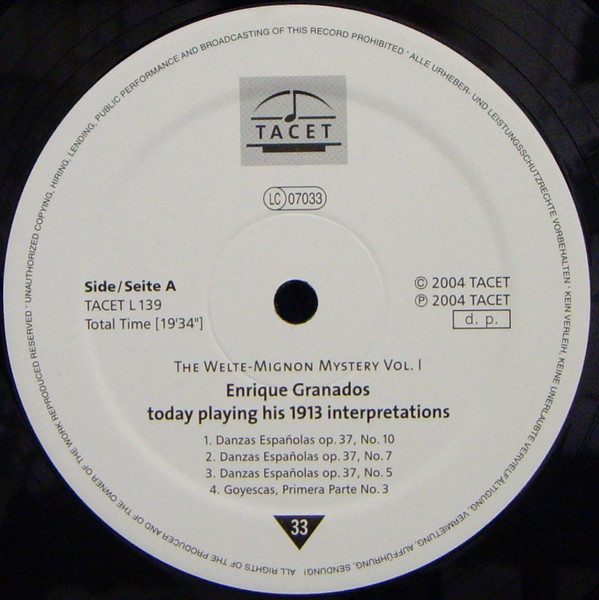 UNAUTHORIZED COPYING, HIRING, LENDING, PUBLIC PERFORMANCE AND BROADCASTING OF THIS RECORD PROHIBITED · ALLE URHEBER- UND LEISTUNGSSCHUTZRECHTE VORBEHALTEN · KEIN VERLEIH, KEINE UNERLAUBTE VERVIELFÄLTIGUNG, VERMIETUNG, AUFFÜHRUNG, SENDUNG! ALL RIGHTS OF THE PRODUCER AND OF THE OWNER OF THE WORK REPRODUCED RESERVED ·
TACET
LC 07033
Side/Seite A
TACET L 139
Total Time [19'34"]
© 2004 TACET
℗ 2004 TACET
d. p.
THE WELTE-MIGNON MYSTERY VOL. I
Enrique Granados
today playing his 1913 interpretations
1. Danzas Españolas op. 37, No. 10
2. Danzas Españolas op. 37, No. 7
3. Danzas Españolas op. 37, No. 5
4. Goyescas, Primera Parte No. 3
33